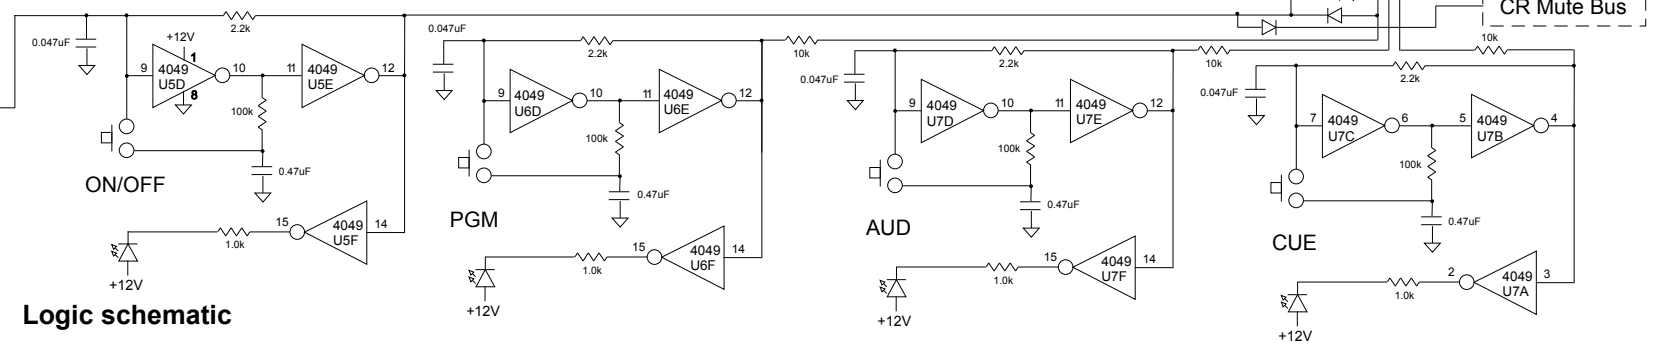 CR Mute Bus
2.2k
0.047uF
+12V
1
9
4049
U5D
10
8
11
4049
U5E
12
100k
0.47uF
ON/OFF
15
4049
U5F
14
1.0k
+12V
0.047uF
2.2k
10k
9
4049
U6D
10
11
4049
U6E
12
100k
0.47uF
PGM
15
4049
U6F
14
1.0k
+12V
0.047uF
2.2k
10k
9
4049
U7D
10
11
4049
U7E
12
100k
0.47uF
AUD
15
4049
U7F
14
1.0k
+12V
10k
0.047uF
2.2k
7
4049
U7C
6
5
4049
U7B
4
100k
0.47uF
CUE
2
4049
U7A
3
1.0k
+12V
Logic schematic